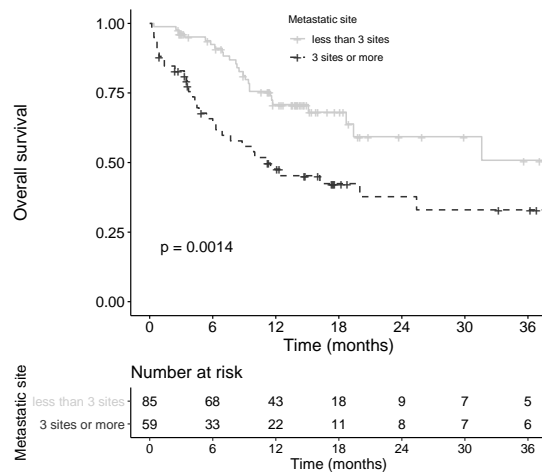 Metastatic site
less than 3 sites
3 sites or more
Overall survival
1.00
0.75
0.50
0.25
0.00
p = 0.0014
0 6 12 18 24 30 36
Time (months)
Number at risk
Metastatic site
less than 3 sites 85 68 43 18 9 7 5
3 sites or more 59 33 22 11 8 7 6
0 6 12 18 24 30 36
Time (months)